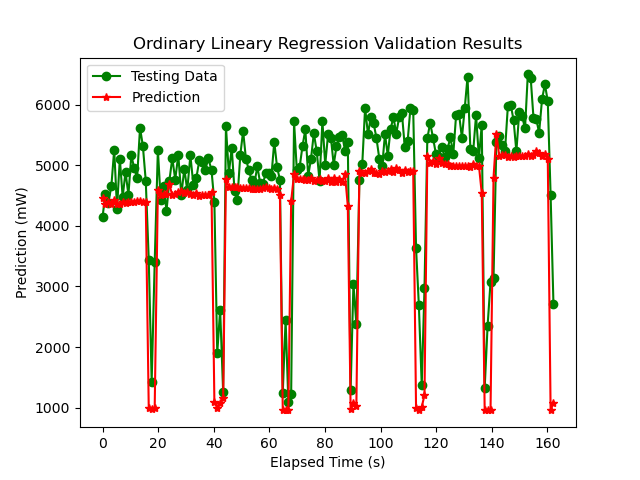 Ordinary Lineary Regression Validation Results
Testing Data
Prediction
Prediction (mW)
6000
5000
4000
3000
2000
1000
0 20 40 60 80 100 120 140 160
Elapsed Time (s)